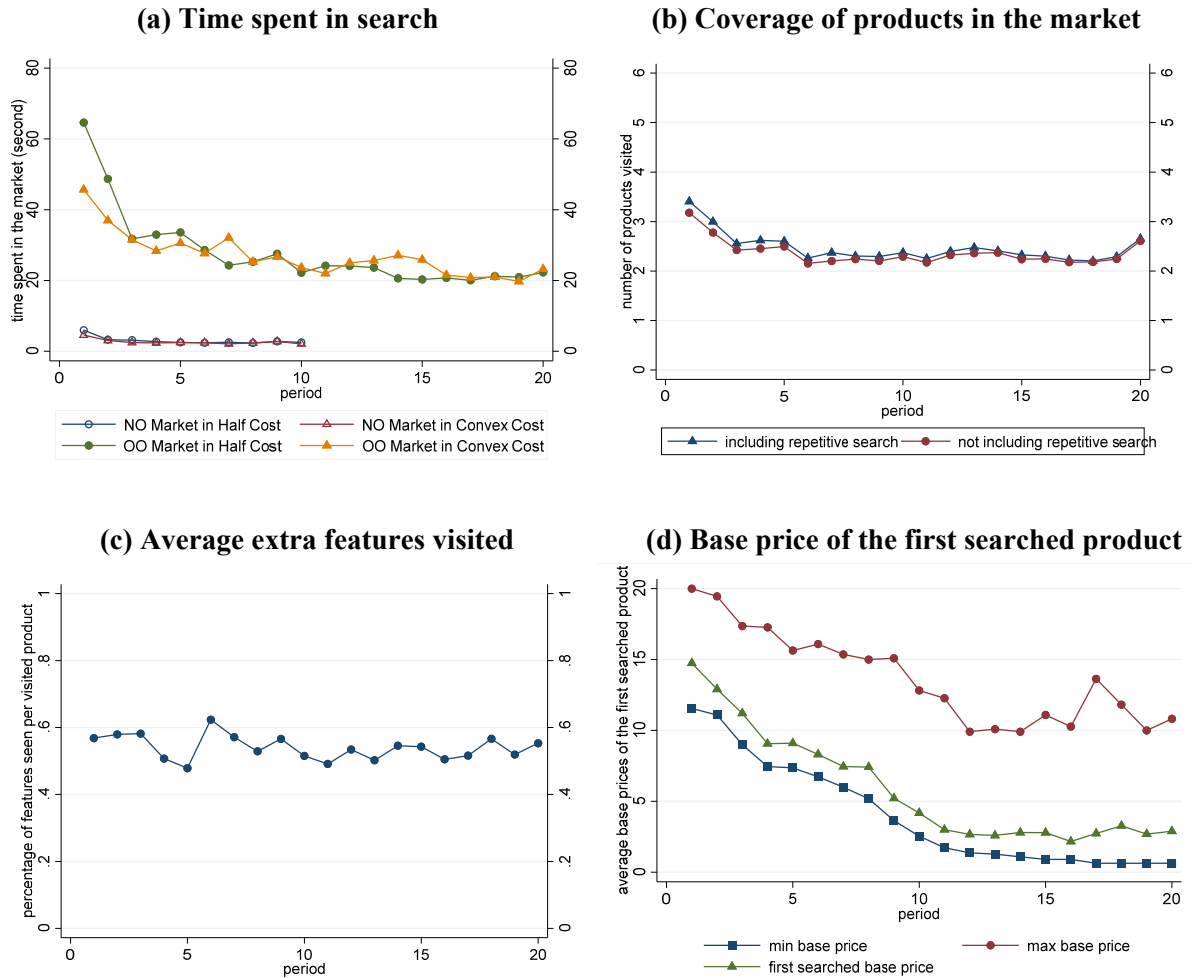 (a) Time spent in search
time spent in the market (second)
80
60
40
20
0
80
60
40
20
0
0 5 10 15 20
period
NO Market in Half Cost NO Market in Convex Cost
OO Market in Half Cost OO Market in Convex Cost
(b) Coverage of products in the market
number of products visited
6
5
4
3
2
1
0
6
5
4
3
2
1
0
0 5 10 15 20
period
including repetitive search not including repetitive search
(c) Average extra features visited
percentage of features seen per visited product
1
.8
.6
.4
.2
0
1
.8
.6
.4
.2
0
0 5 10 15 20
period
(d) Base price of the first searched product
average base prices of the first searched product
20
15
10
5
0
0 5 10 15 20
period
min base price max base price
first searched base price